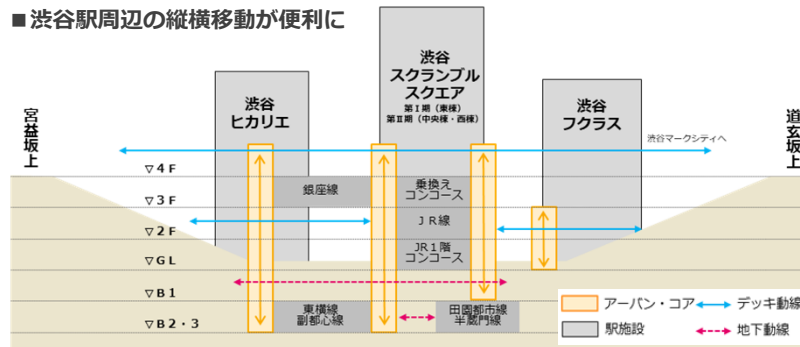 ■渋谷駅周辺の縦横移動が便利に
渋谷
スクランブル
スクエア
第Ⅰ期（東棟）
第Ⅱ期（中央棟・西棟）
渋谷
ヒカリエ
渋谷
フクラス
宮益坂上
道玄坂上
渋谷マークシティへ
▽4F
▽3F
▽2F
▽GL
▽B1
▽B2・3
銀座線
乗換え
コンコース
JR線
JR1階
コンコース
東横線
副都心線
田園都市線
半蔵門線
アーバン・コア
デッキ動線
駅施設
地下動線